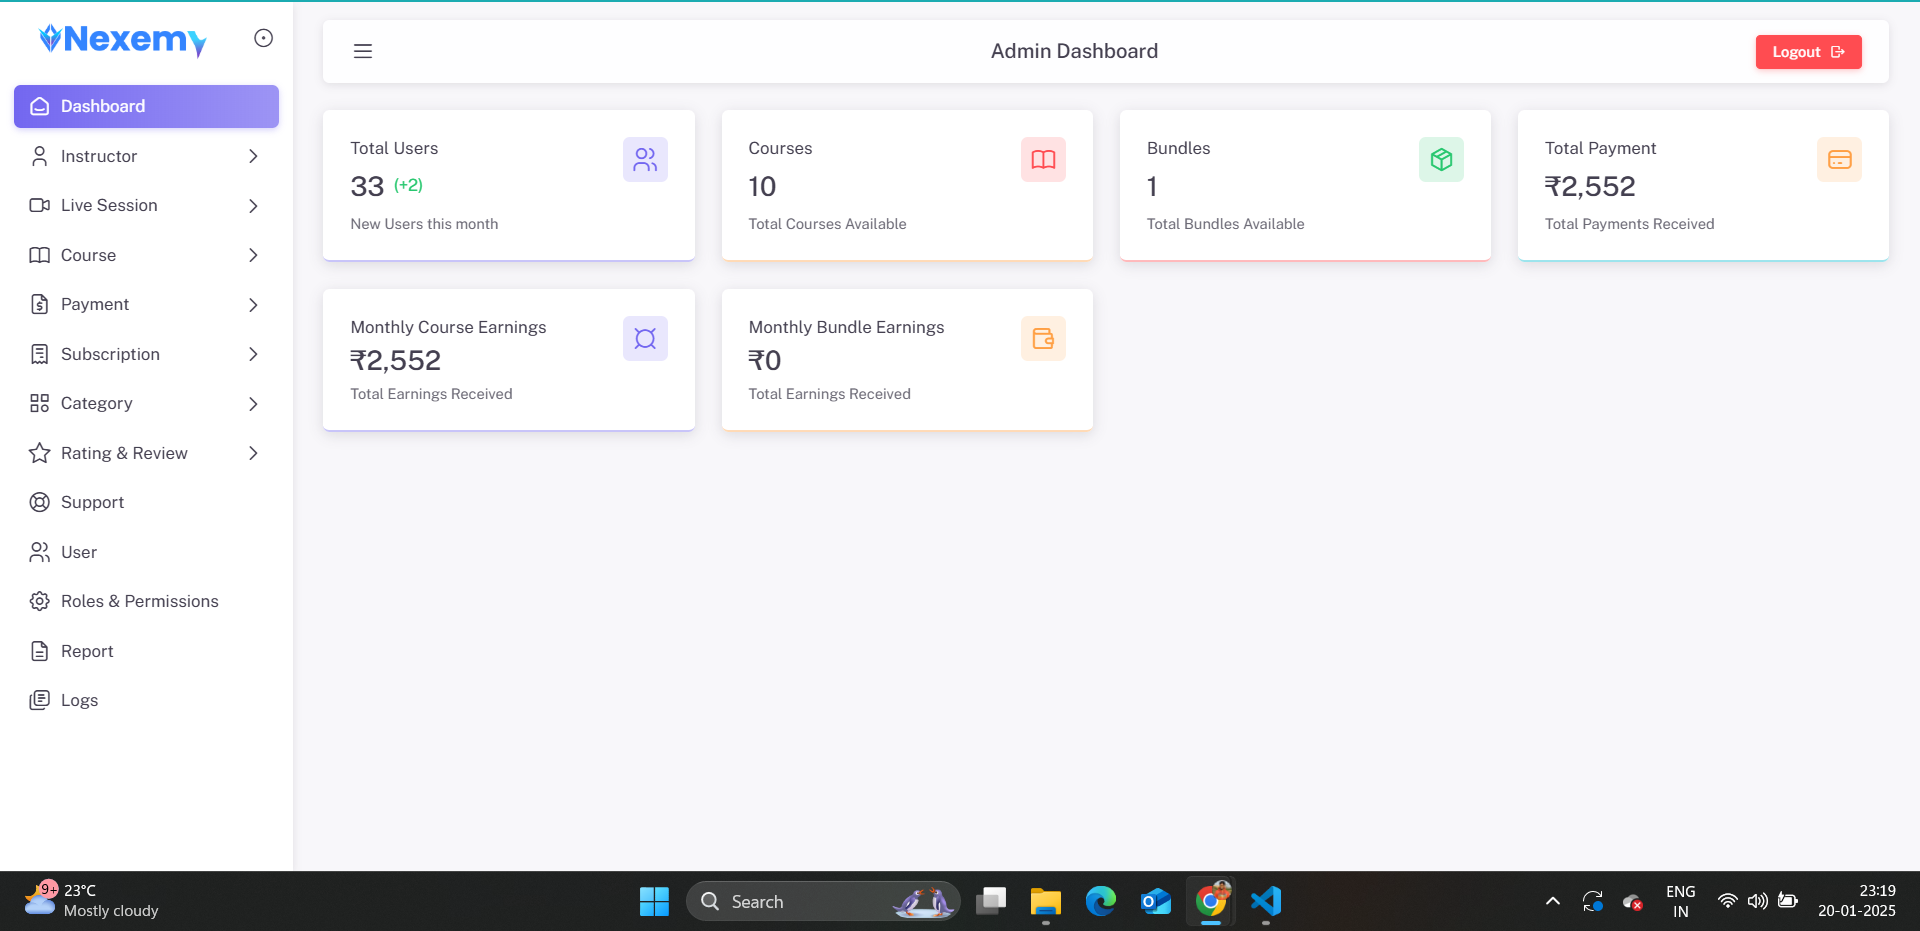 Nexemy
Dashboard
Instructor
Live Session
Course
Payment
Subscription
Category
Rating & Review
Support
User
Roles & Permissions
Report
Logs
Admin Dashboard
Logout
Total Users
33 (+2)
New Users this month
Courses
10
Total Courses Available
Bundles
1
Total Bundles Available
Total Payment
₹2,552
Total Payments Received
Monthly Course Earnings
₹2,552
Total Earnings Received
Monthly Bundle Earnings
₹0
Total Earnings Received
9+
23°C
Mostly cloudy
Search
ENG
IN
23:19
20-01-2025